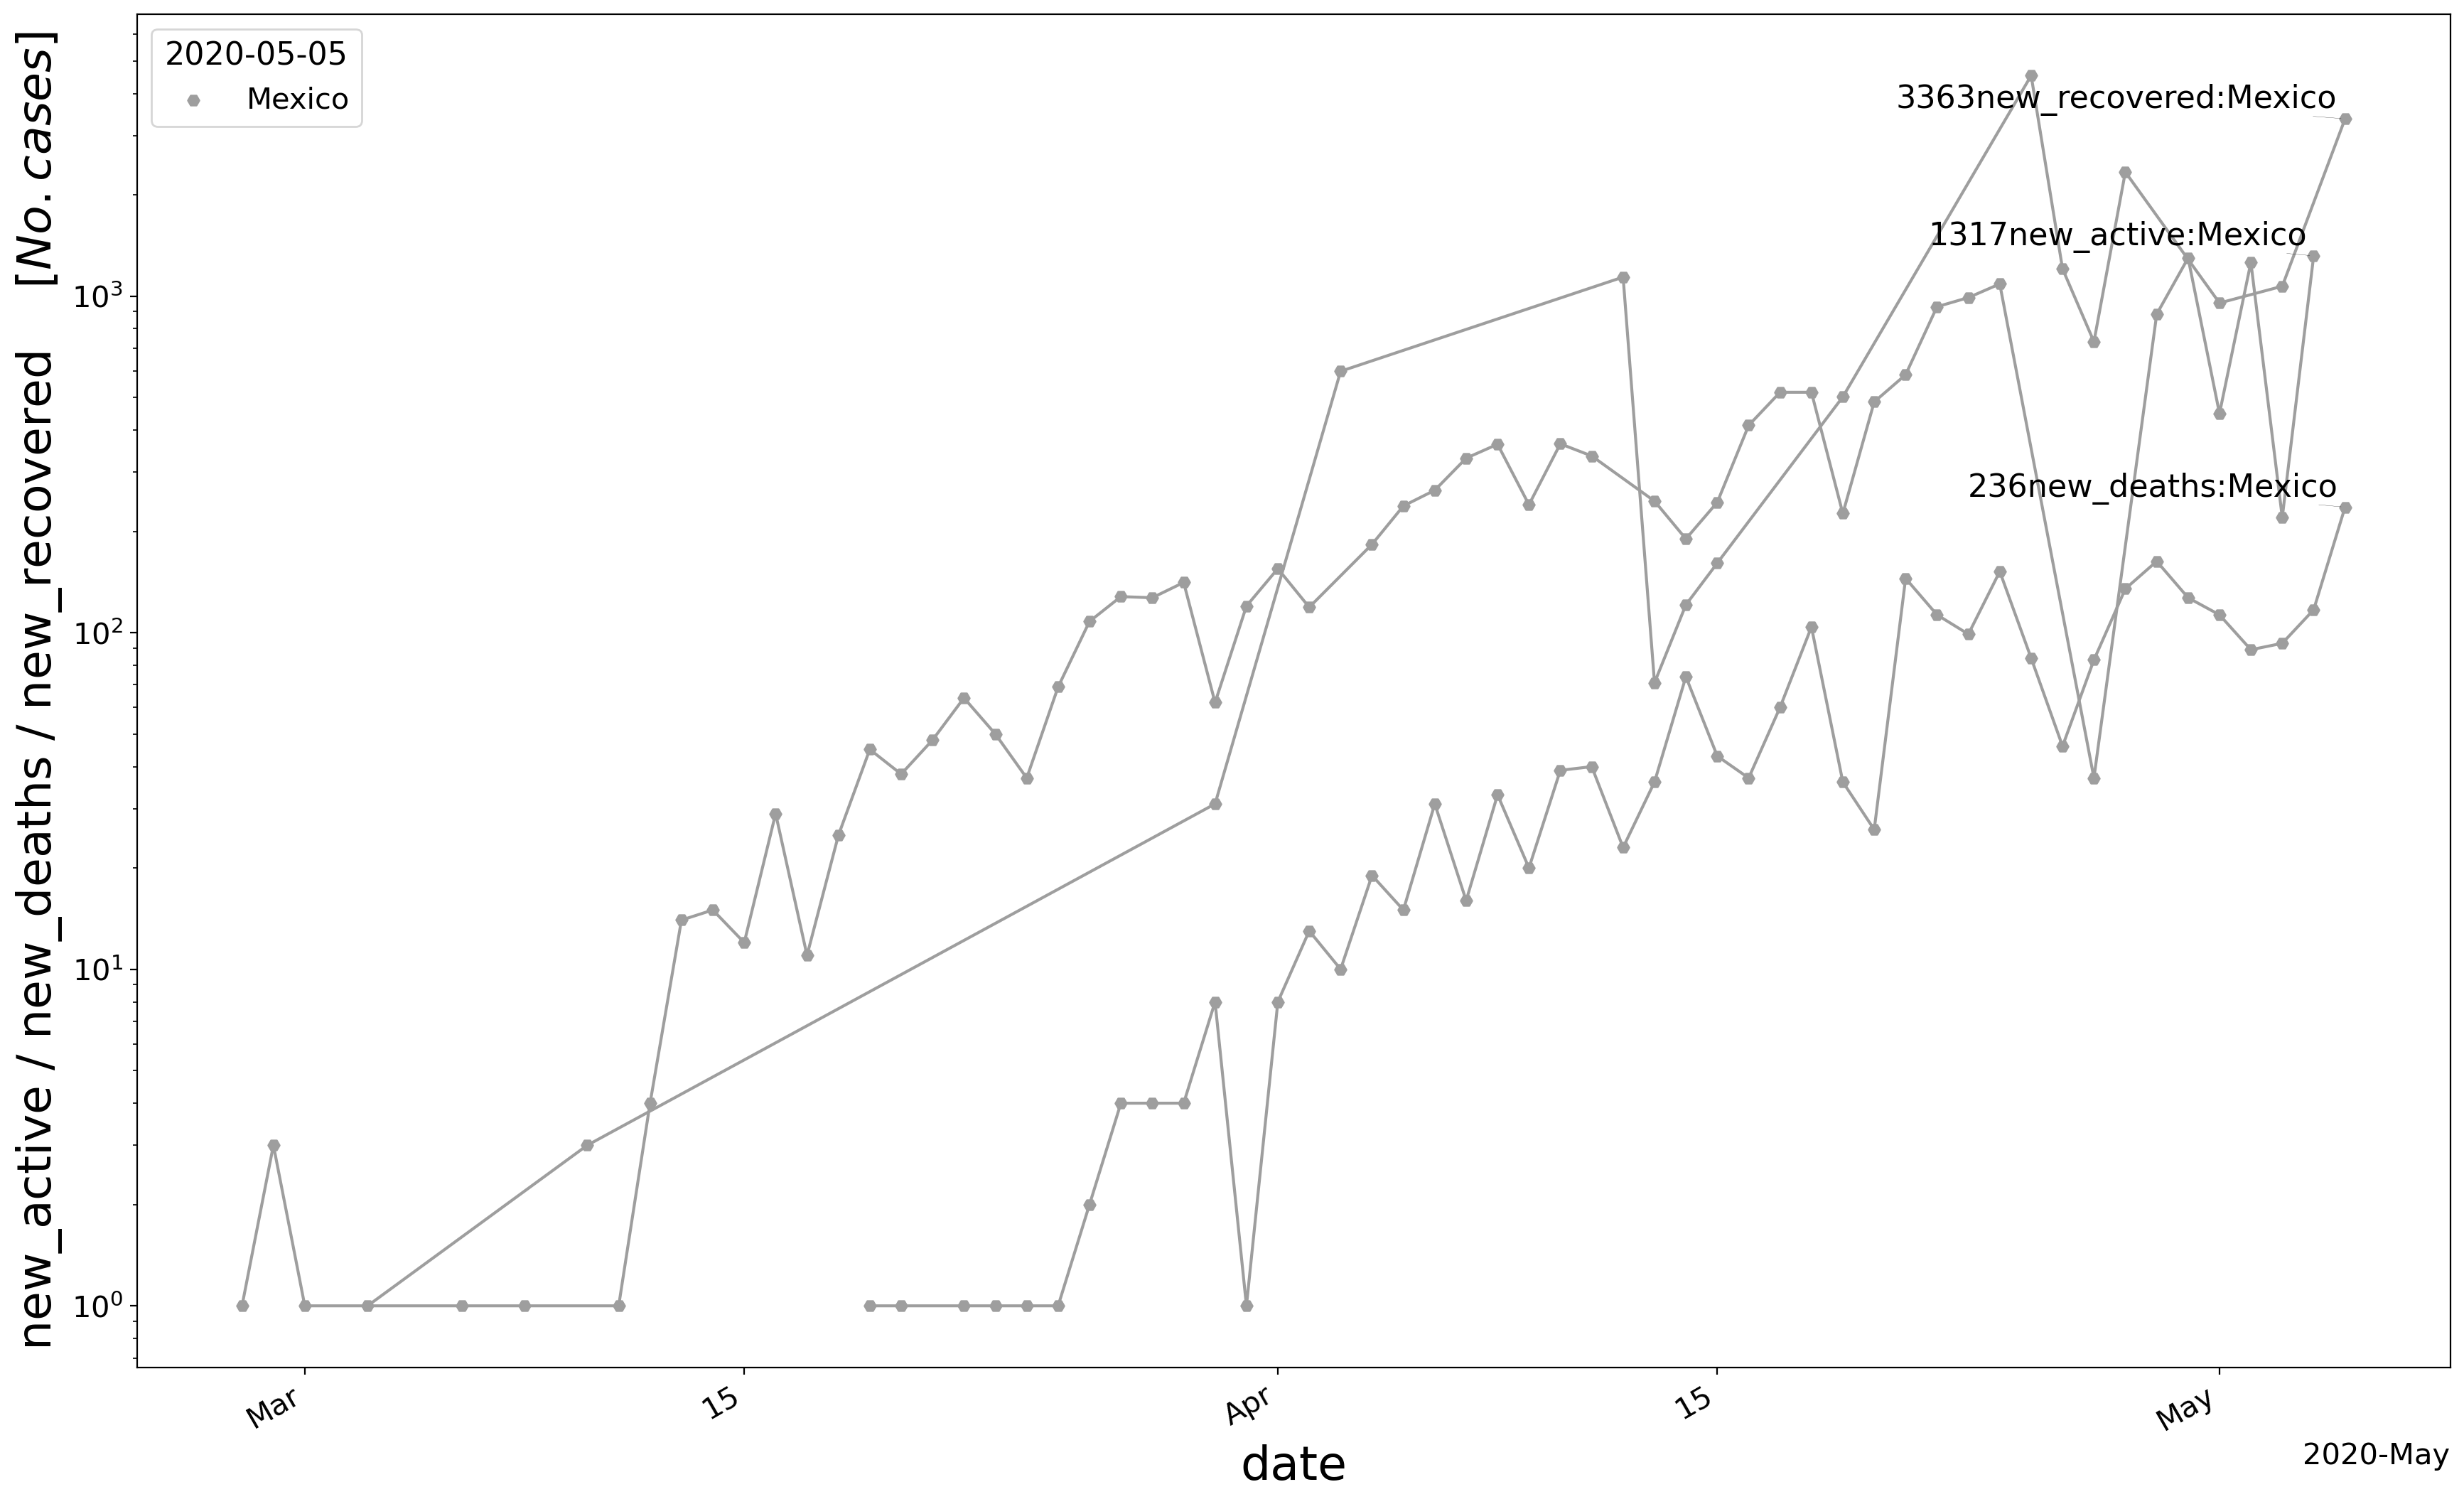 2020-05-05
Mexico
3363new_recovered:Mexico
1317new_active:Mexico
236new_deaths:Mexico
new_active / new_deaths / new_recovered [No. cases]
10³
10²
10¹
10⁰
Mar
15
Apr
15
May
date
2020-May